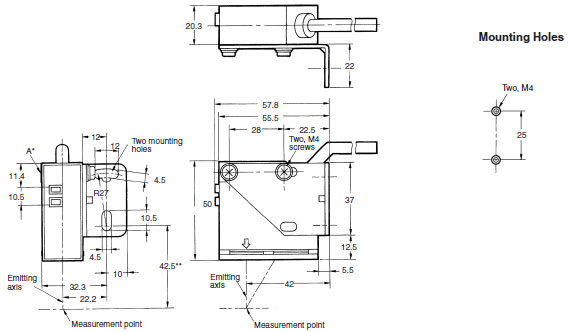 20.3
22
Mounting Holes
Two, M4
25
57.8
55.5
28
22.5
Two, M4
screws
50
37
12.5
5.5
42
Emitting
axis
Measurement point
12
12
Two mounting
holes
A*
11.4
10.5
4.5
R27
10.5
4.5
10
42.5**
Emitting
axis
32.3
22.2
Measurement point